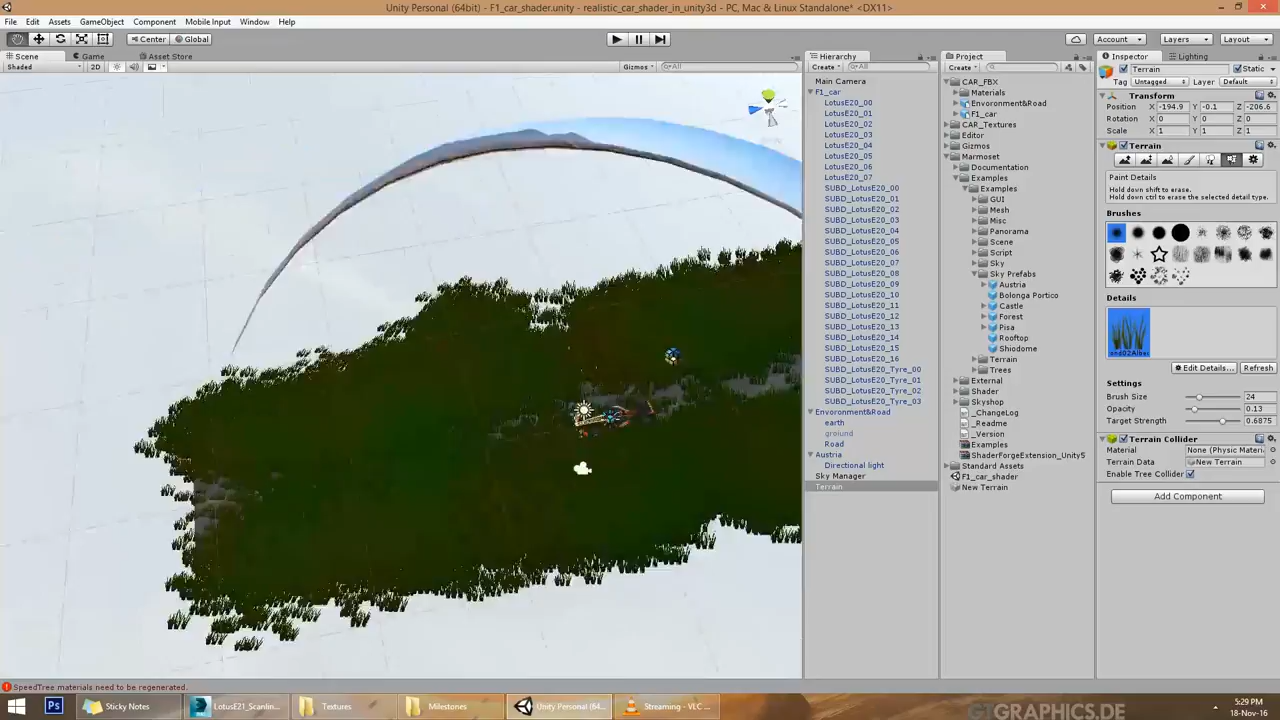 Unity Personal (64bit) - F1_car_shader.unity - realistic_car_shader_in_unity3d - PC, Mac & Linux Standalone* <DX11>
File Edit Assets GameObject Component Mobile Input Window Help
Center Global
Account Layers Layout
Scene Game Asset Store
Shaded 2D Gizmos All
Hierarchy
Create All
Main Camera
F1_car
LotusE20_00
LotusE20_01
LotusE20_02
LotusE20_03
LotusE20_04
LotusE20_05
LotusE20_06
LotusE20_07
SUBD_LotusE20_00
SUBD_LotusE20_01
SUBD_LotusE20_02
SUBD_LotusE20_03
SUBD_LotusE20_04
SUBD_LotusE20_05
SUBD_LotusE20_06
SUBD_LotusE20_07
SUBD_LotusE20_08
SUBD_LotusE20_09
SUBD_LotusE20_10
SUBD_LotusE20_11
SUBD_LotusE20_12
SUBD_LotusE20_13
SUBD_LotusE20_14
SUBD_LotusE20_15
SUBD_LotusE20_16
SUBD_LotusE20_Tyre_00
SUBD_LotusE20_Tyre_01
SUBD_LotusE20_Tyre_02
SUBD_LotusE20_Tyre_03
Envoronment&Road
earth
ground
Road
Austria
Directional light
Sky Manager
Terrain
Project
Create
CAR_FBX
Materials
Envoronment&Road
F1_car
CAR_Textures
Editor
Gizmos
Marmoset
Documentation
Examples
Examples
GUI
Mesh
Misc
Panorama
Scene
Script
Sky
Sky Prefabs
Austria
Bolonga Portico
Castle
Forest
Pisa
Rooftop
Shiodome
Terrain
Trees
External
Shader
Skyshop
_ChangeLog
_Readme
_Version
Examples
ShaderForgeExtension_Unity5
Standard Assets
F1_car_shader
New Terrain
Inspector Lighting
Terrain Static
Tag Untagged Layer Default
Transform
Position X -194.9 Y -0.1 Z -206.6
Rotation X 0 Y 0 Z 0
Scale X 1 Y 1 Z 1
Terrain
Paint Details
Hold down shift to erase.
Hold down ctrl to erase the selected detail type.
Brushes
Details
Edit Details... Refresh
Settings
Brush Size 24
Opacity 0.13
Target Strength 0.6875
Terrain Collider
Material None (Physic Materi
Terrain Data New Terrain
Enable Tree Collider
Add Component
SpeedTree materials need to be regenerated.
Sticky Notes LotusE21_Scanlin... Textures Milestones Unity Personal (64... Streaming - VLC ...
5:29 PM
18-Nov-16
GTGRAPHICS.DE